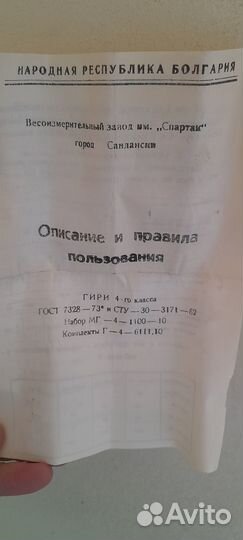 НАРОДНАЯ РЕСПУБЛИКА БОЛГАРИЯ
Весоизмерительный завод им. „Спартак"
город Сандански
Описание и правила
пользования
ГИРИ 4-го класса
ГОСТ 7328—73* и СТУ—30—3171—62
Набор МГ—4—1100—10
Комплекты Г—4—6111,10
Avito